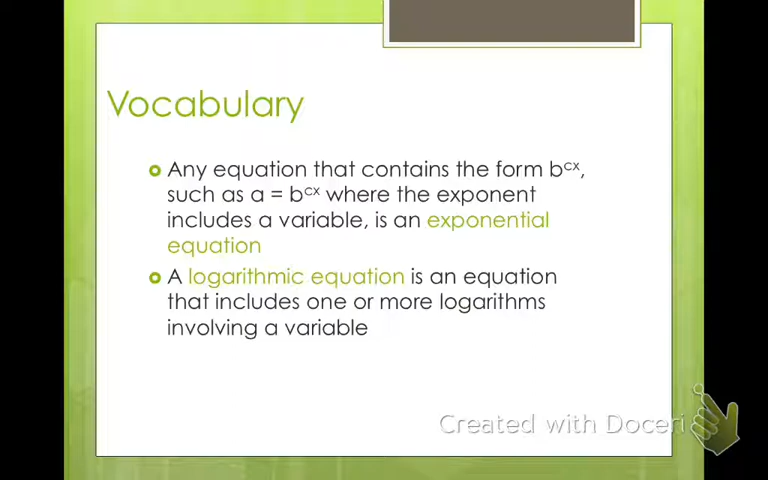 Vocabulary
Any equation that contains the form bᶜˣ,
such as a = bᶜˣ where the exponent
includes a variable, is an exponential
equation
A logarithmic equation is an equation
that includes one or more logarithms
involving a variable
Created with Doceri